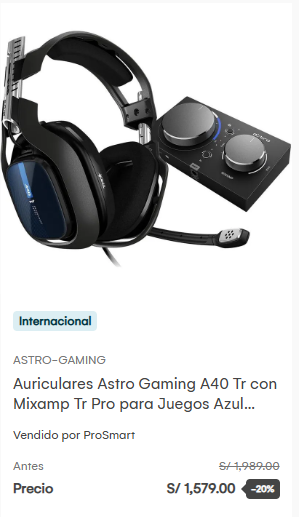 Internacional
ASTRO-GAMING
Auriculares Astro Gaming A40 Tr con
Mixamp Tr Pro para Juegos Azul...
Vendido por ProSmart
Antes S/ 1,989.00
Precio S/ 1,579.00 -20%